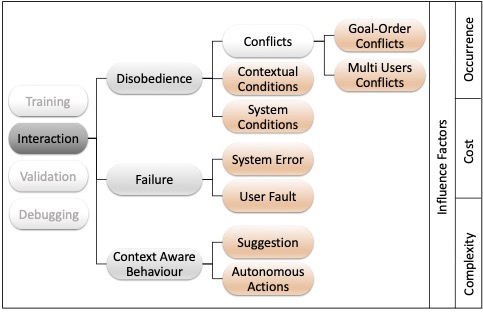 Training
Interaction
Validation
Debugging
Disobedience
Failure
Context Aware
Behaviour
Conflicts
Contextual
Conditions
System
Conditions
System Error
User Fault
Suggestion
Autonomous
Actions
Goal-Order
Conflicts
Multi Users
Conflicts
Influence Factors
Occurrence
Cost
Complexity